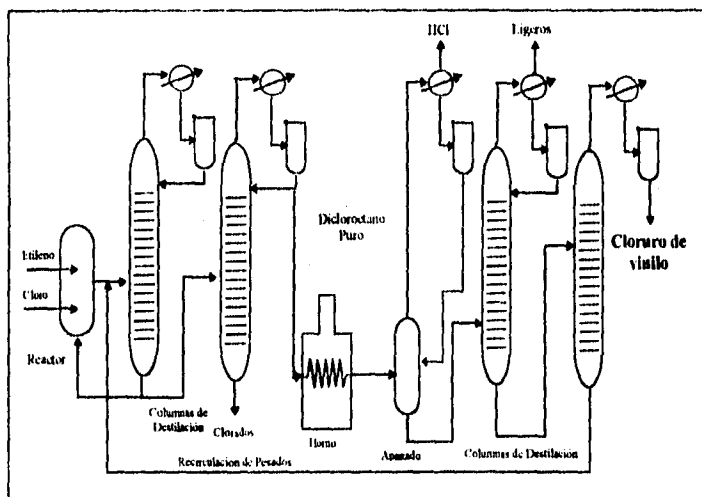 HCl
Ligeros
Dicloroetano
Puro
Cloruro de
vinilo
Etileno
Cloro
Reactor
Columnas de
Destilación
Clorados
Horno
Apagado
Columnas de Destilación
Recirculación de Pesados